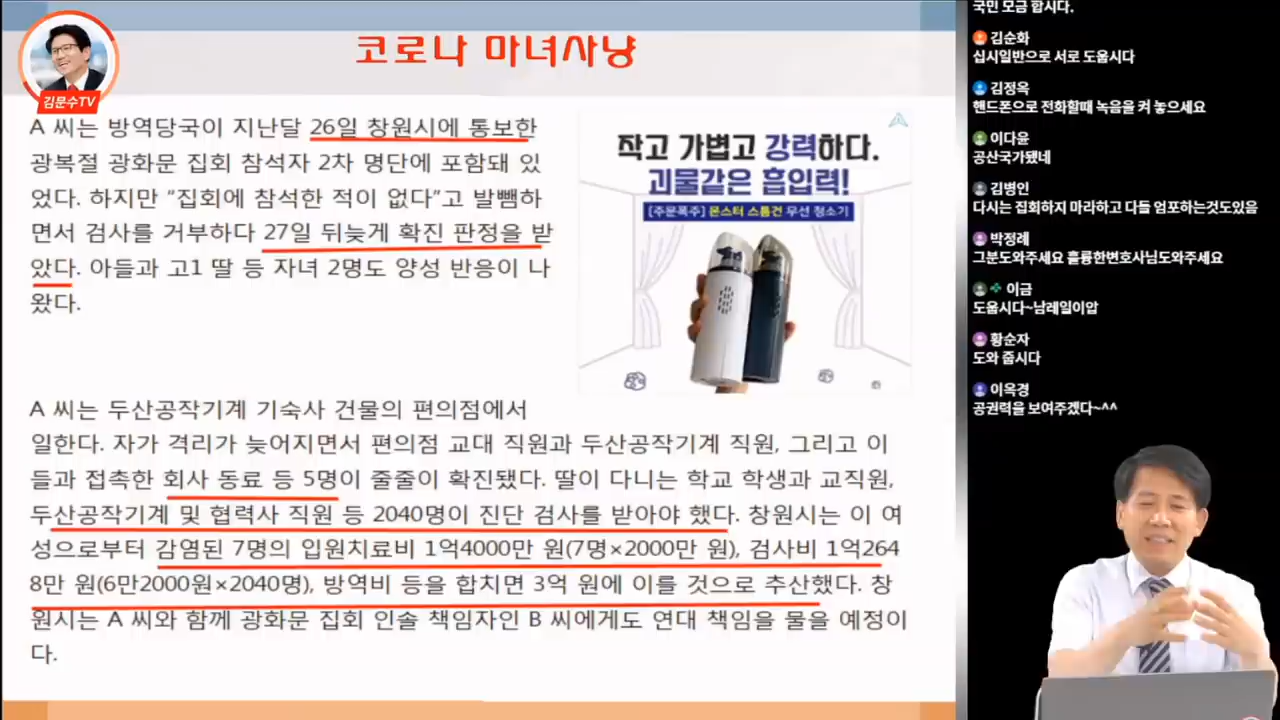 코로나 마녀사냥
김문수TV
A 씨는 방역당국이 지난달 26일 창원시에 통보한
광복절 광화문 집회 참석자 2차 명단에 포함돼 있
었다. 하지만 “집회에 참석한 적이 없다”고 발뺌하
면서 검사를 거부하다 27일 뒤늦게 확진 판정을 받
았다. 아들과 고1 딸 등 자녀 2명도 양성 반응이 나
왔다.
작고 가볍고 강력하다.
괴물같은 흡입력!
[주문폭주] 몬스터 스톰건 무선 청소기
A 씨는 두산공작기계 기숙사 건물의 편의점에서
일한다. 자가 격리가 늦어지면서 편의점 교대 직원과 두산공작기계 직원, 그리고 이
들과 접촉한 회사 동료 등 5명이 줄줄이 확진됐다. 딸이 다니는 학교 학생과 교직원,
두산공작기계 및 협력사 직원 등 2040명이 진단 검사를 받아야 했다. 창원시는 이 여
성으로부터 감염된 7명의 입원치료비 1억4000만 원(7명×2000만 원), 검사비 1억264
8만 원(6만2000원×2040명), 방역비 등을 합치면 3억 원에 이를 것으로 추산했다. 창
원시는 A 씨와 함께 광화문 집회 인솔 책임자인 B 씨에게도 연대 책임을 물을 예정이
다.
국민 모금 합시다.
김순화
십시일반으로 서로 도웁시다
김정옥
핸드폰으로 전화할때 녹음을 켜 놓으세요
이다윤
공산국가됐네
김병인
다시는 집회하지 마라하고 다들 엄포하는것도있음
박정례
그분도와주세요 훌륭한변호사님도와주세요
이금
도웁시다~남레일이압
황순자
도와 줍시다
이옥경
공권력을 보여주겠다~^^